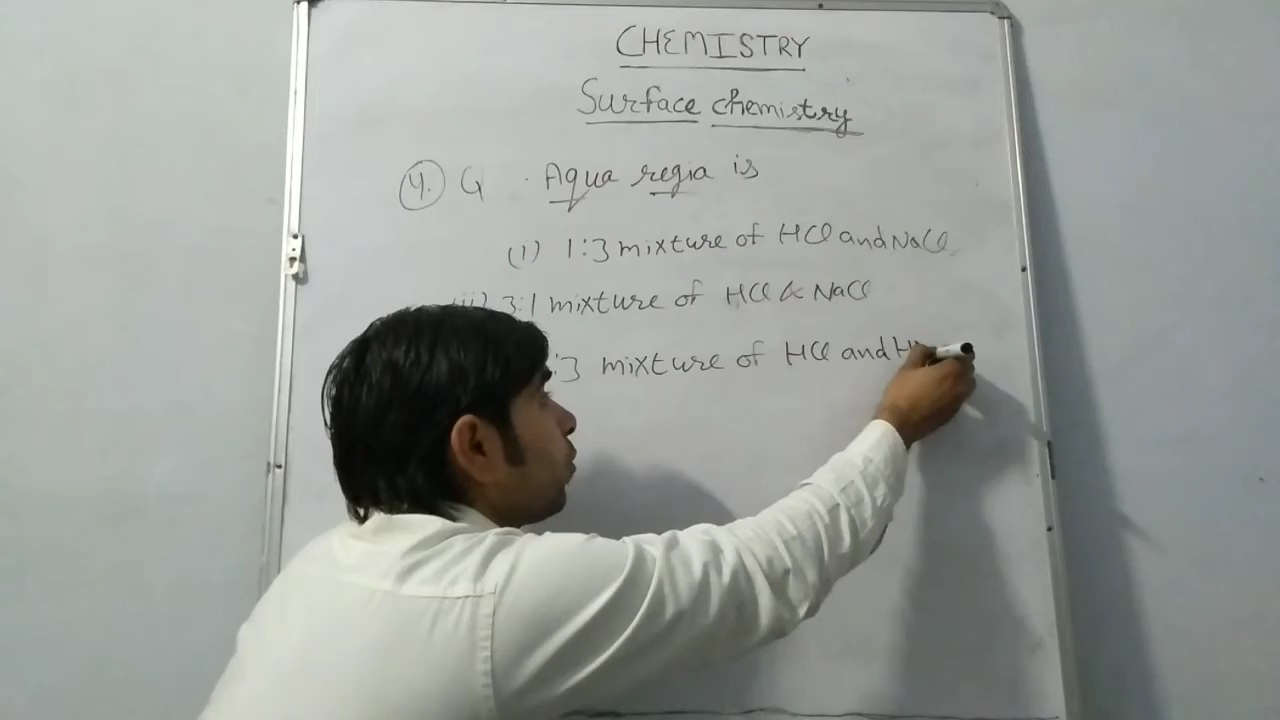 CHEMISTRY
Surface chemistry
4. G. Aqua regia is
(i) 1:3 mixture of HCl and NaCl
(ii) 3:1 mixture of HCl & NaCl
:3 mixture of HCl and